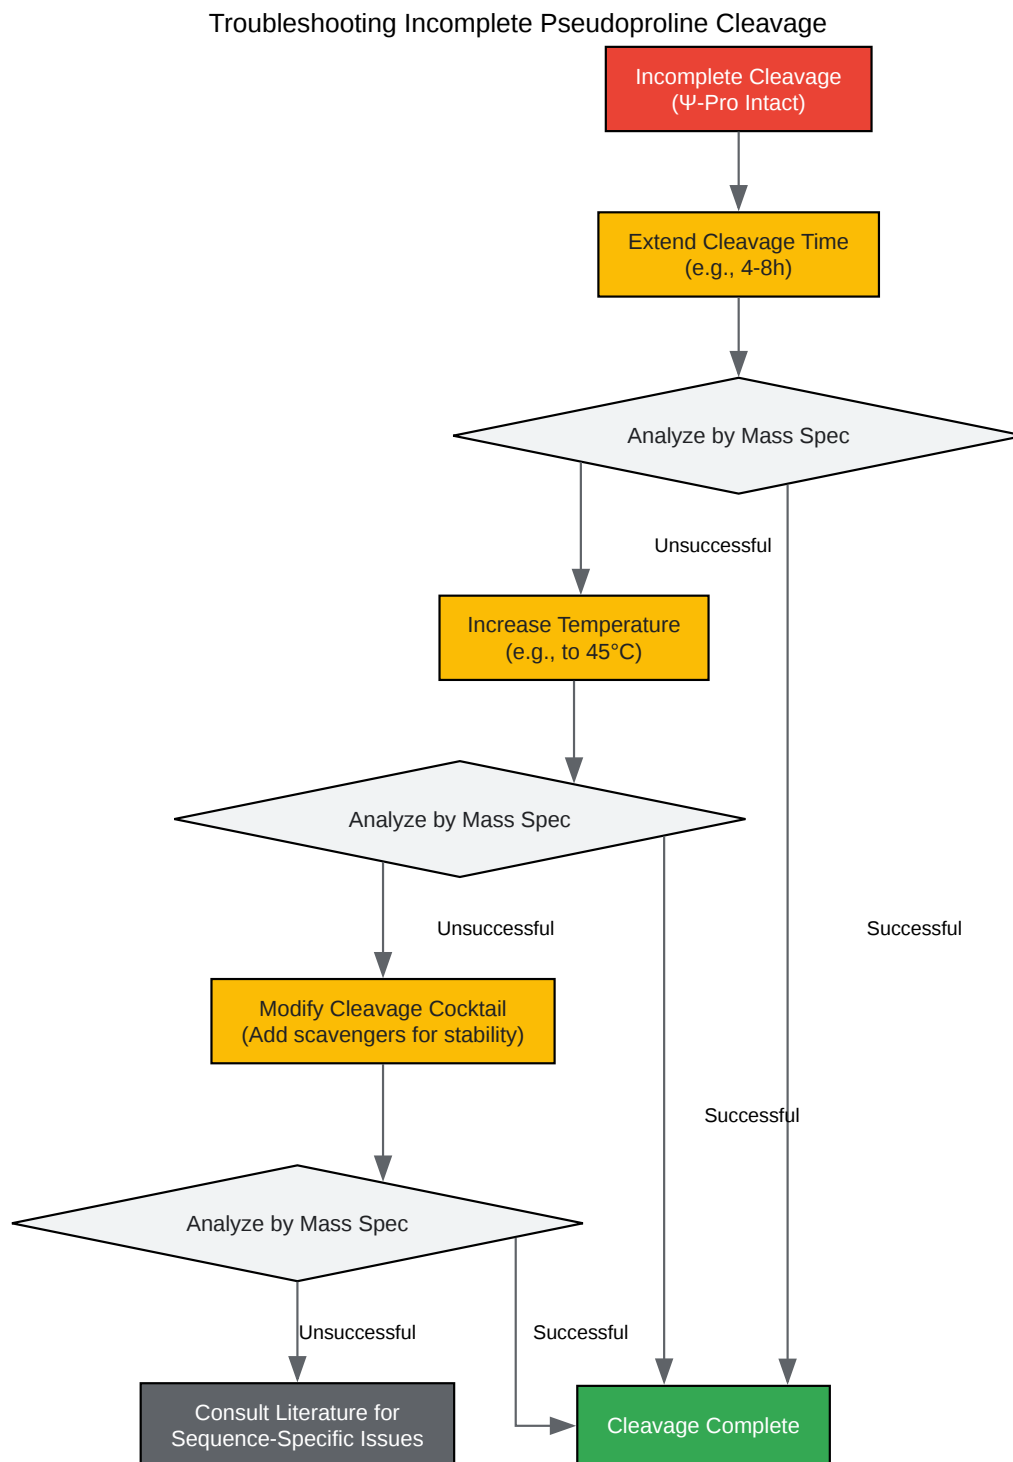 Troubleshooting Incomplete Pseudoproline Cleavage
Incomplete Cleavage
(Ψ-Pro Intact)
Extend Cleavage Time
(e.g., 4-8h)
Analyze by Mass Spec
Unsuccessful
Increase Temperature
(e.g., to 45°C)
Analyze by Mass Spec
Unsuccessful
Successful
Modify Cleavage Cocktail
(Add scavengers for stability)
Successful
Analyze by Mass Spec
Unsuccessful
Successful
Consult Literature for
Sequence-Specific Issues
Cleavage Complete